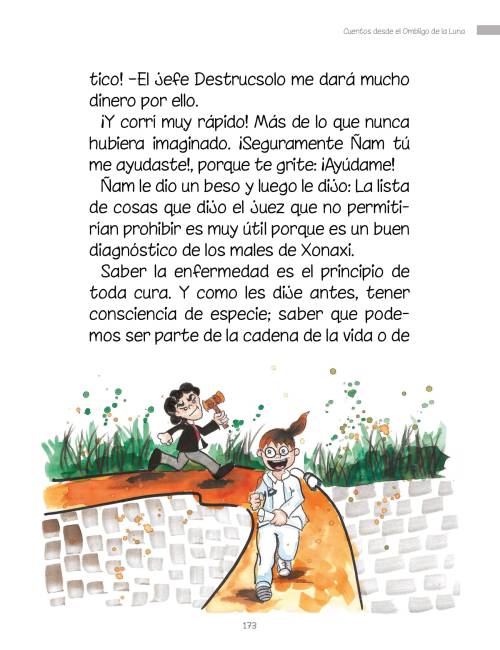 Cuentos desde el Ombligo de la Luna
tico! -El jefe Destrucsolo me dará mucho
dinero por ello.
¡Y corrí muy rápido! Más de lo que nunca
hubiera imaginado. ¡Seguramente Ñam tú
me ayudaste!, porque te grite: ¡Ayúdame!
Ñam le dio un beso y luego le dijo: La lista
de cosas que dijo el juez que no permiti-
rían prohibir es muy útil porque es un buen
diagnóstico de los males de Xonaxi.
Saber la enfermedad es el principio de
toda cura. Y como les dije antes, tener
consciencia de especie; saber que pode-
mos ser parte de la cadena de la vida o de
173